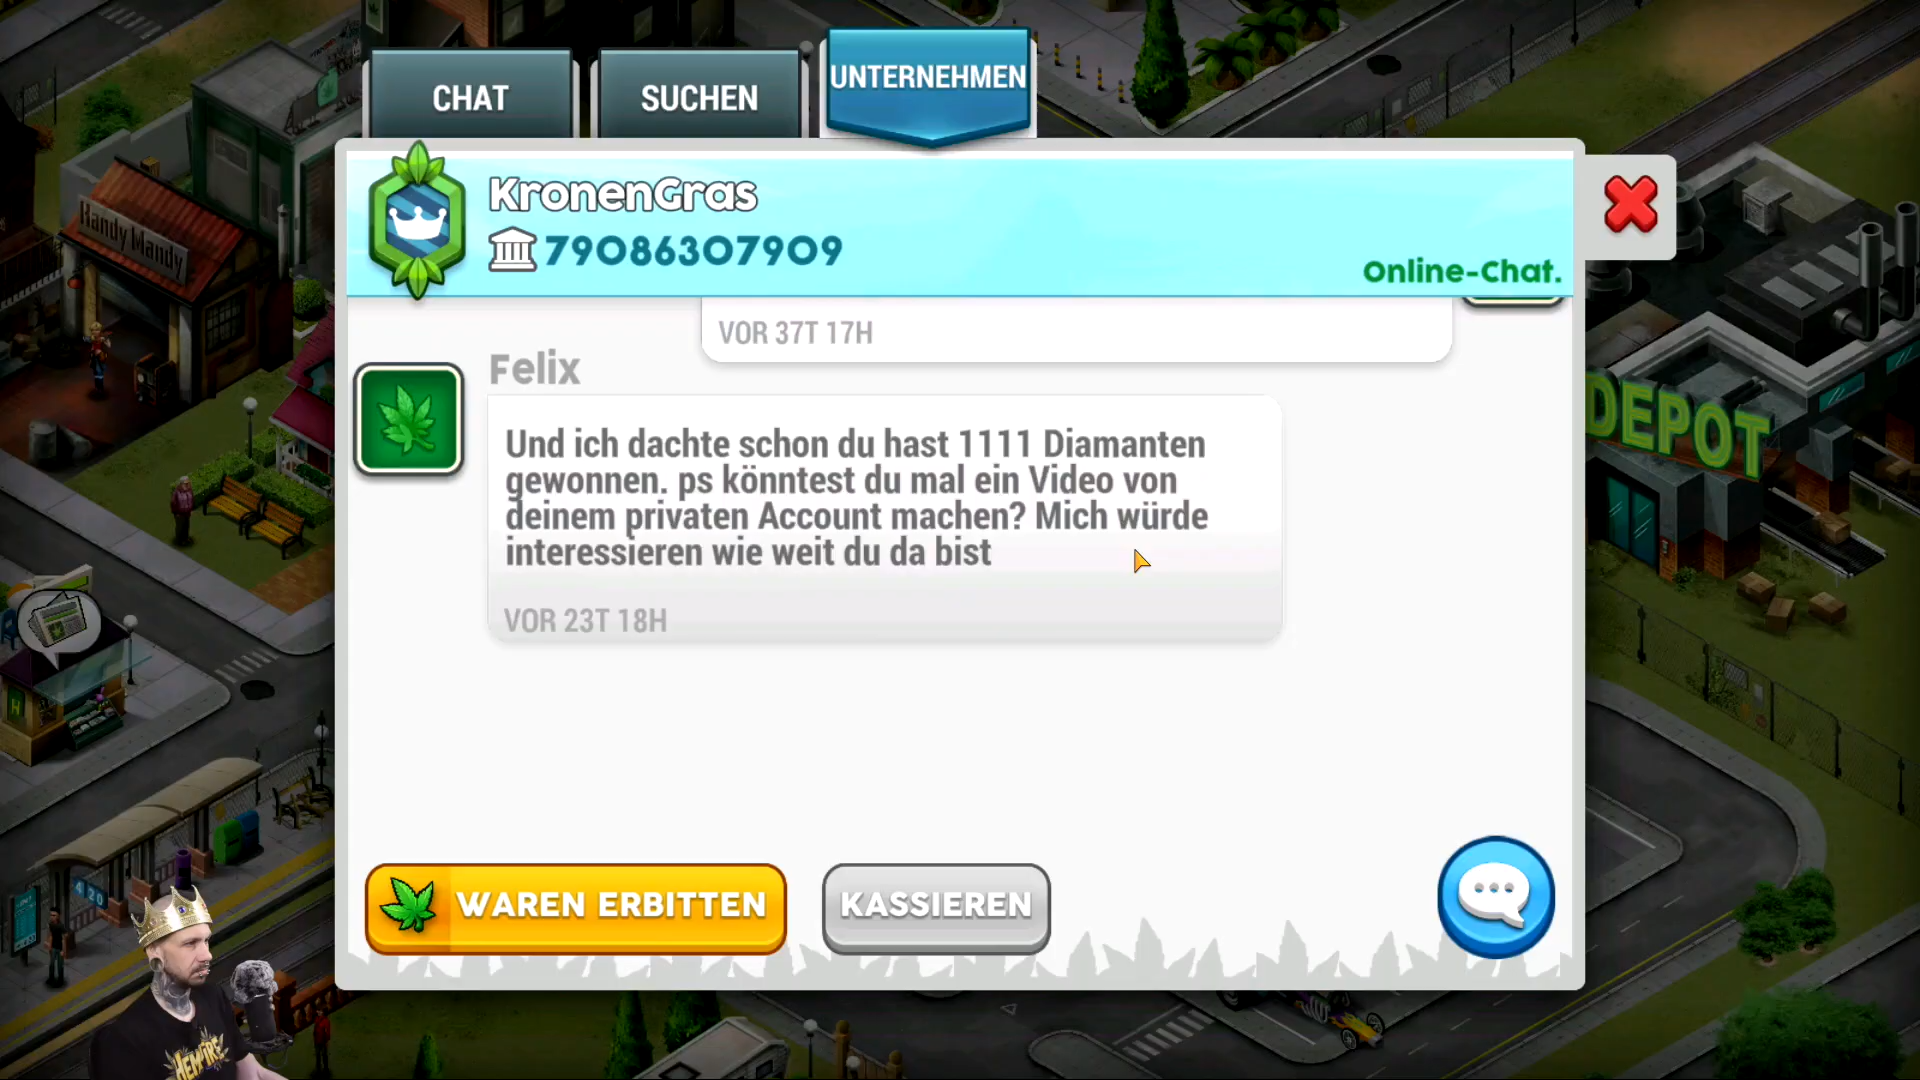 CHAT
SUCHEN
UNTERNEHMEN
KronenGras
79086307909
Online-Chat.
VOR 37T 17H
Felix
Und ich dachte schon du hast 1111 Diamanten
gewonnen. ps könntest du mal ein Video von
deinem privaten Account machen? Mich würde
interessieren wie weit du da bist
VOR 23T 18H
WAREN ERBITTEN
KASSIEREN
Handy Mandy
DEPOT
420
HEMPIRE